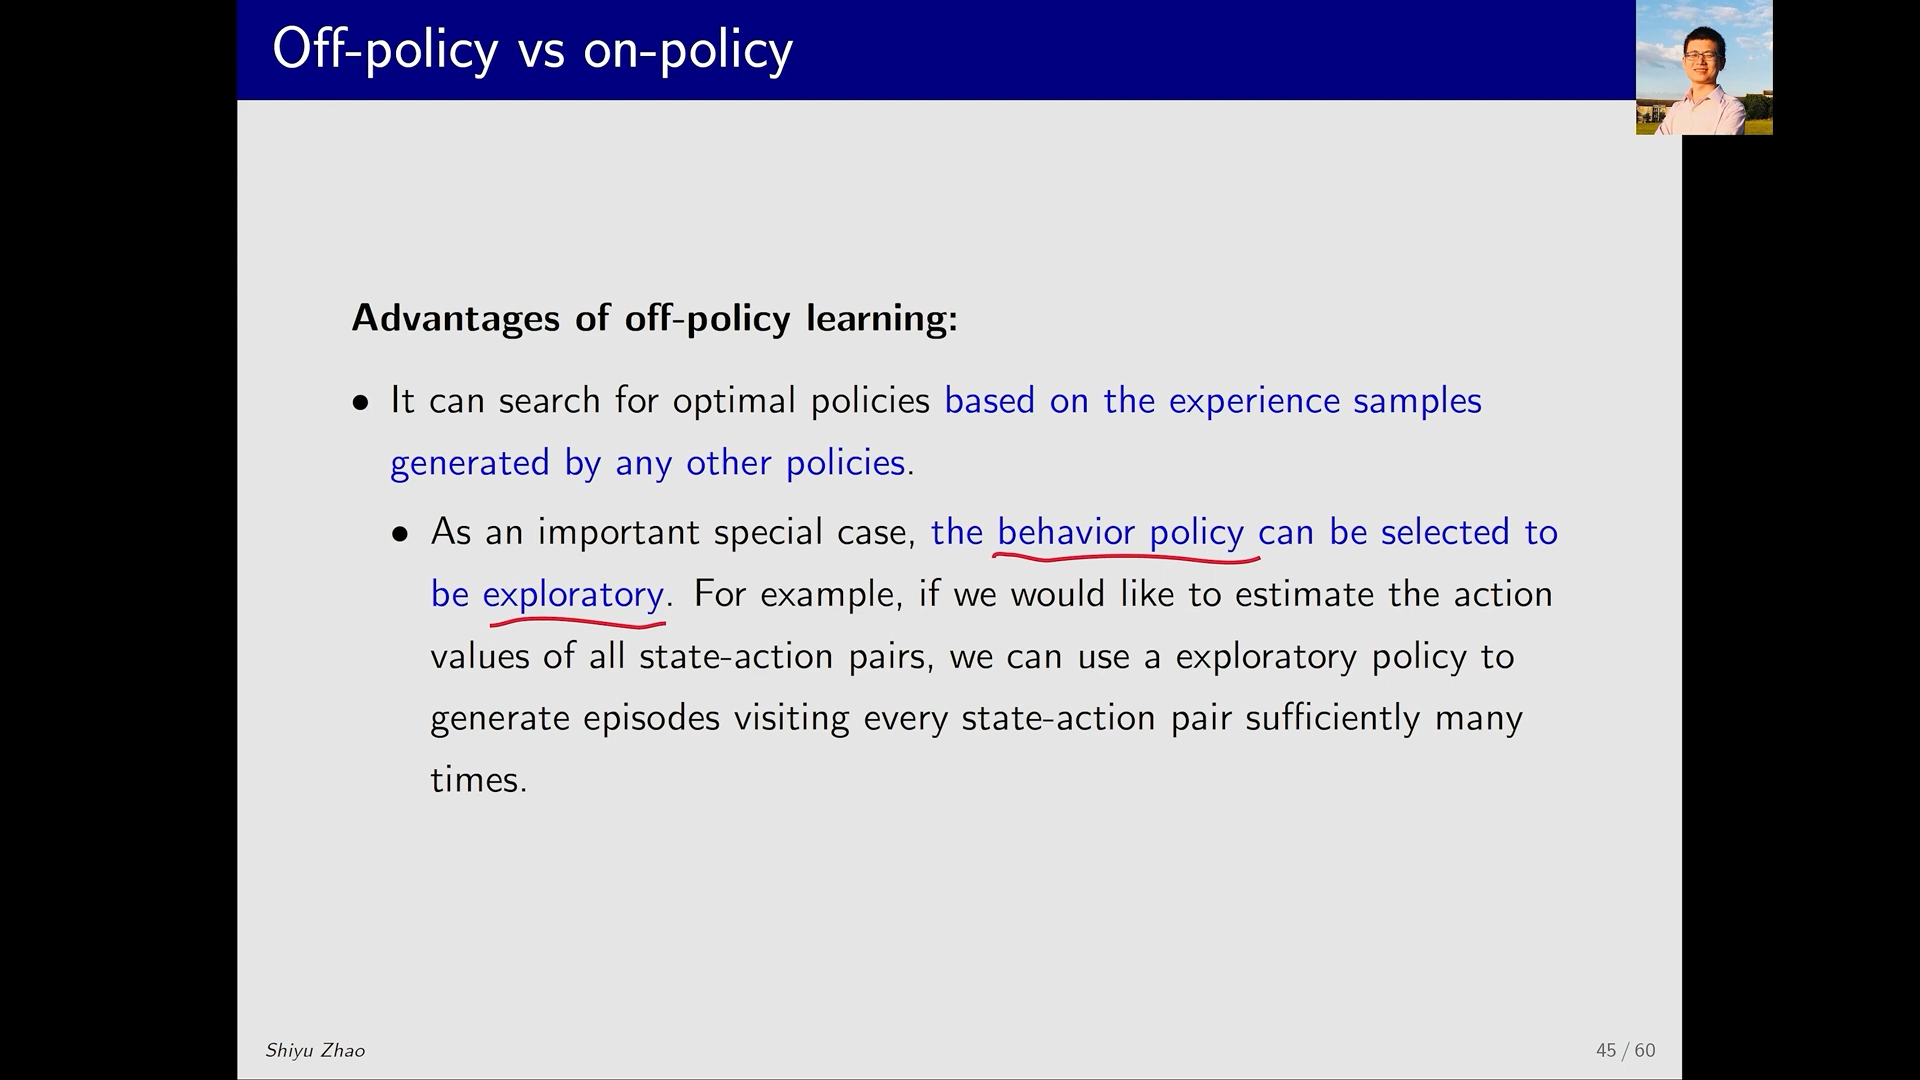 Off-policy vs on-policy
Advantages of off-policy learning:
• It can search for optimal policies based on the experience samples
generated by any other policies.
• As an important special case, the behavior policy can be selected to
be exploratory. For example, if we would like to estimate the action
values of all state-action pairs, we can use a exploratory policy to
generate episodes visiting every state-action pair sufficiently many
times.
Shiyu Zhao
45 / 60